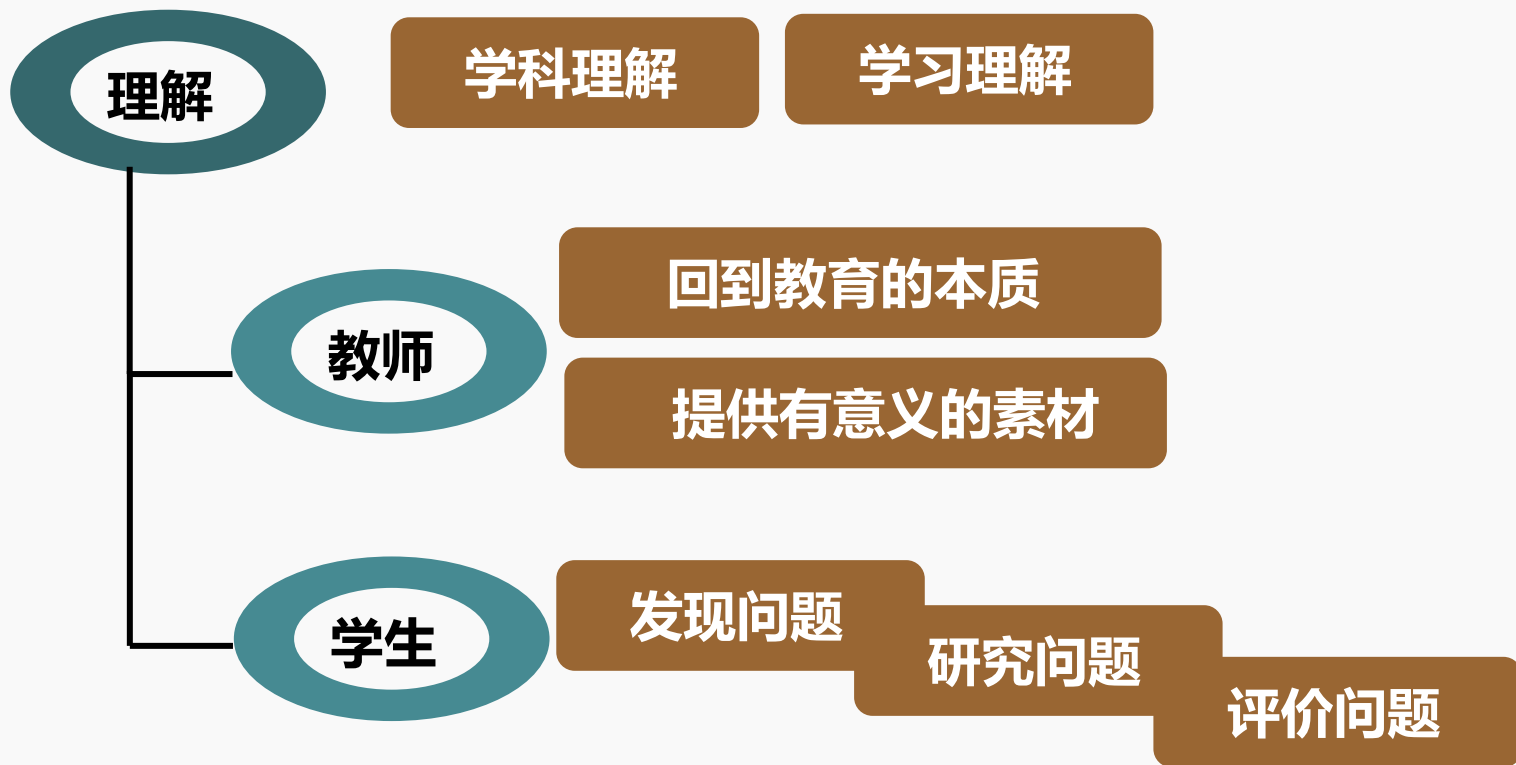 理解
学科理解
学习理解
教师
回到教育的本质
提供有意义的素材
学生
发现问题
研究问题
评价问题